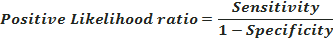 Positive Likelihood ratio = Sensitivity / 1 − Specificity